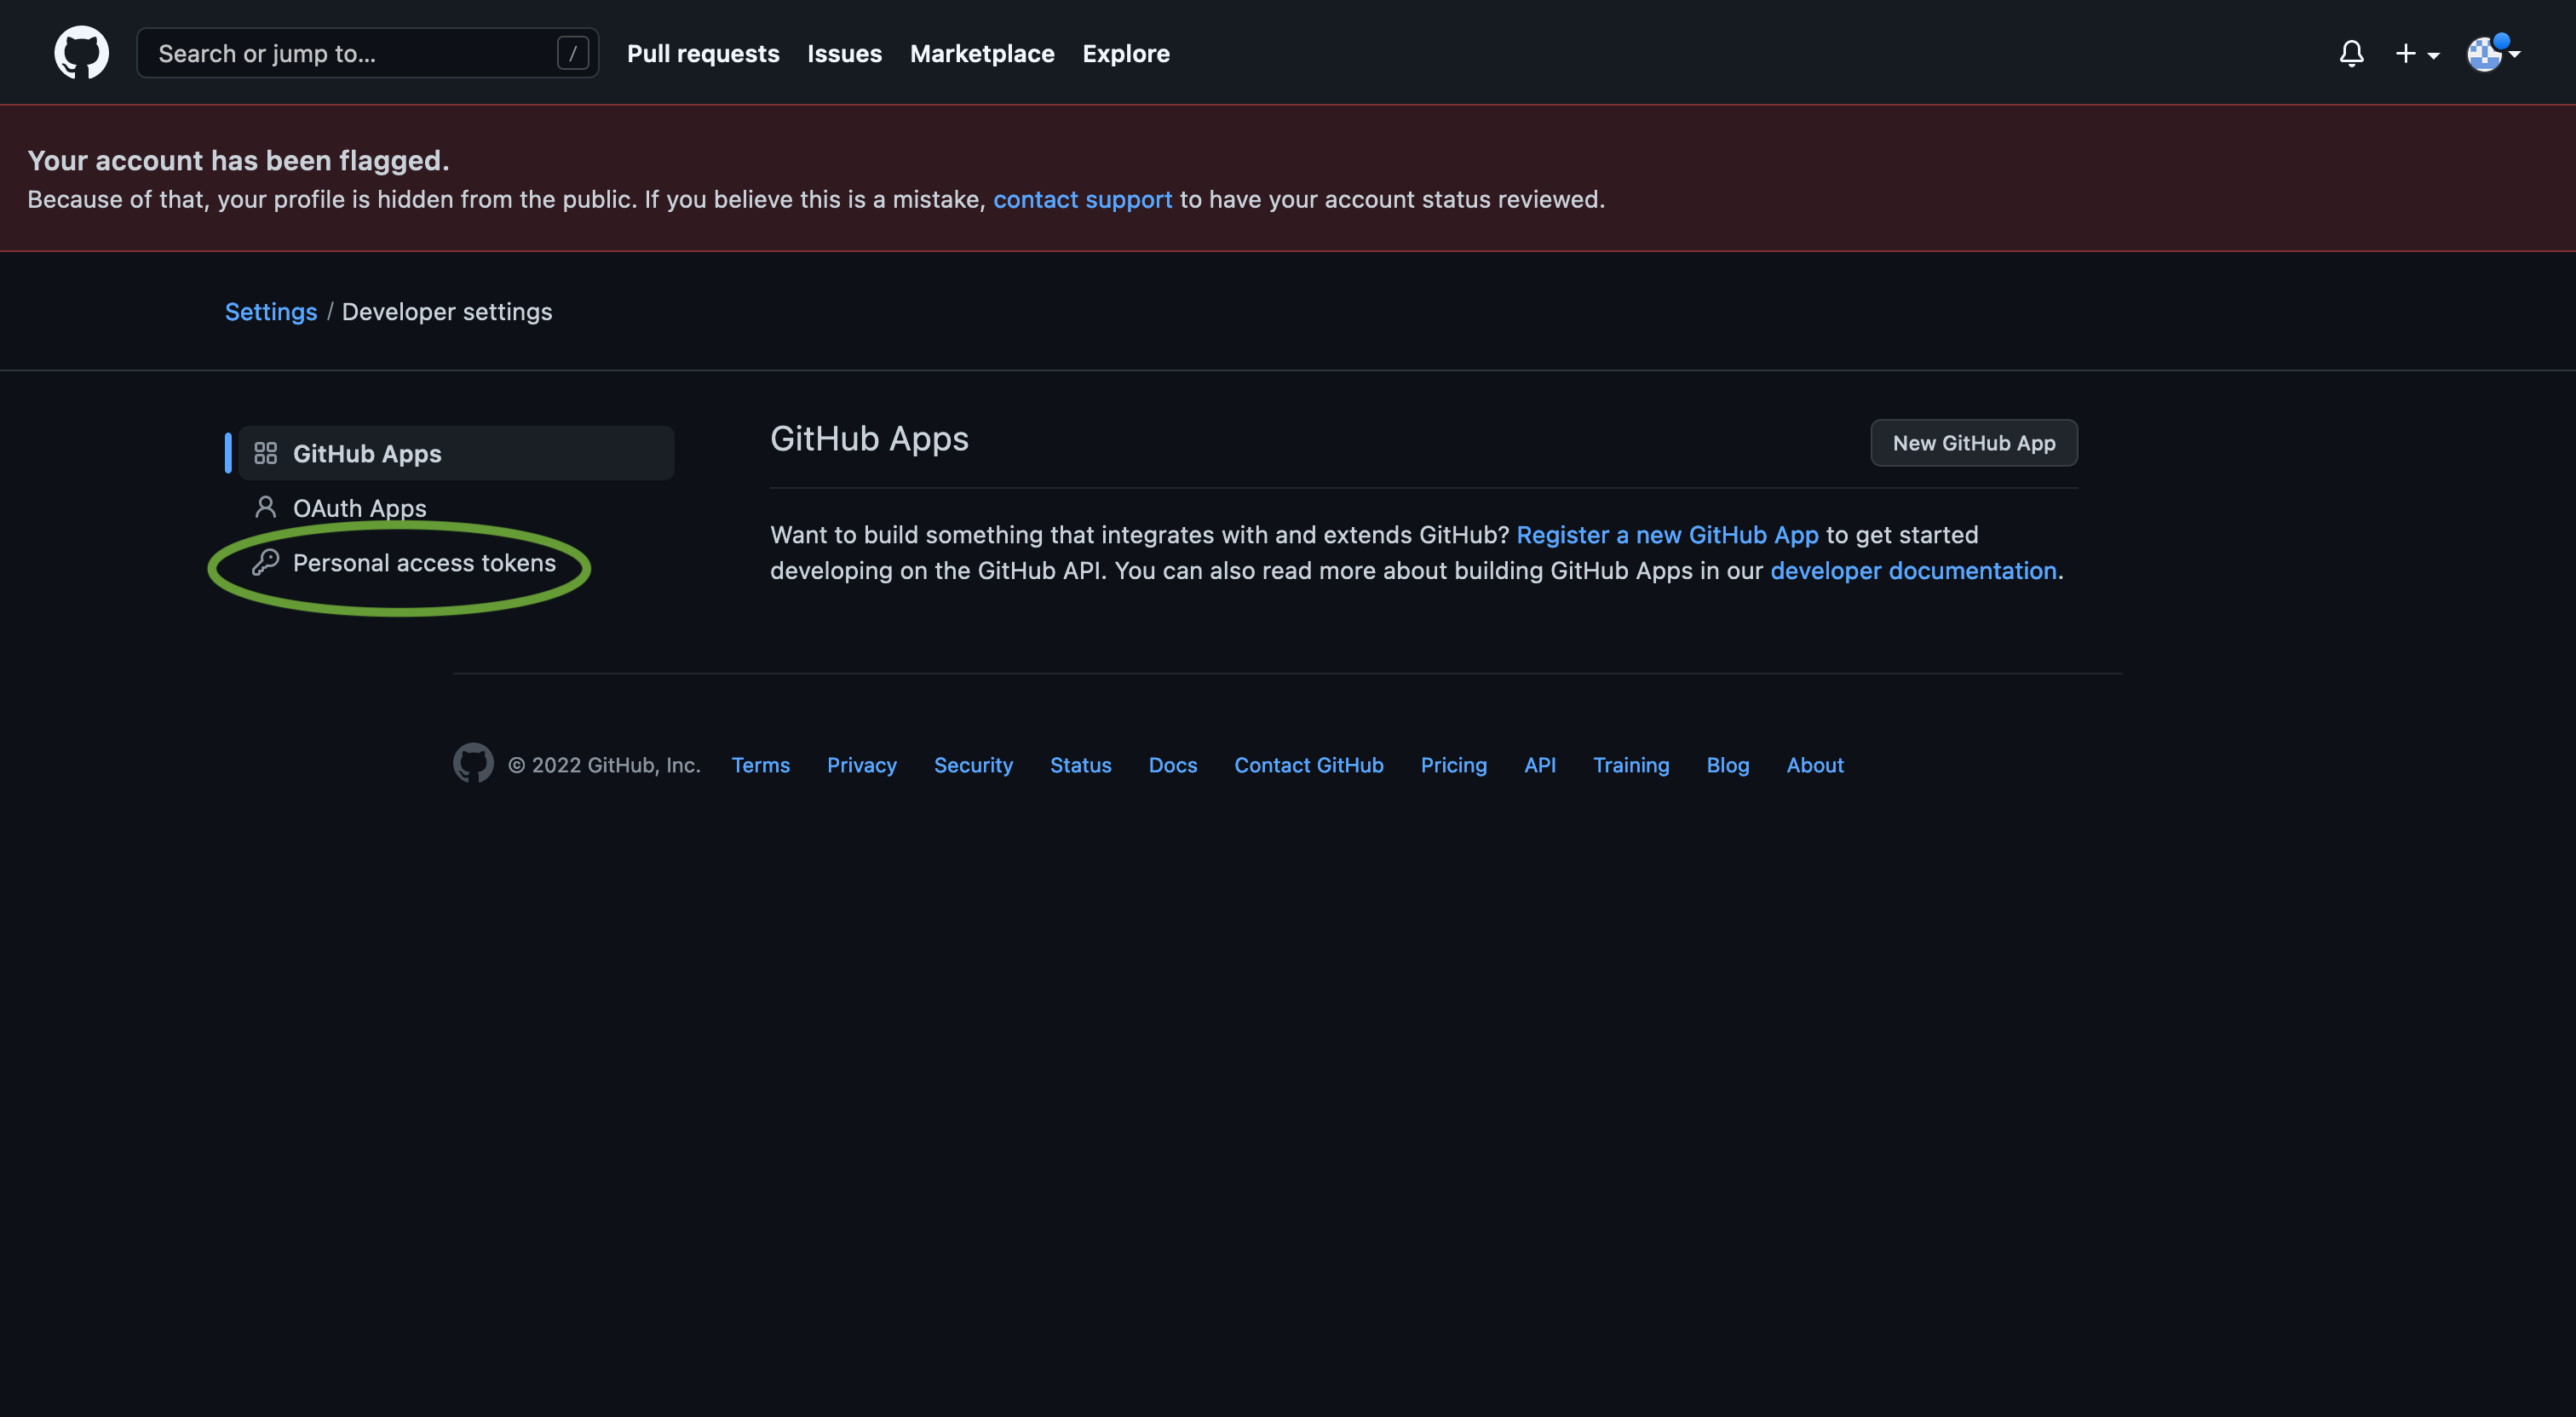 Search or jump to... /
Pull requests Issues Marketplace Explore
Your account has been flagged.
Because of that, your profile is hidden from the public. If you believe this is a mistake, contact support to have your account status reviewed.
Settings / Developer settings
GitHub Apps
OAuth Apps
Personal access tokens
GitHub Apps
New GitHub App
Want to build something that integrates with and extends GitHub? Register a new GitHub App to get started
developing on the GitHub API. You can also read more about building GitHub Apps in our developer documentation.
© 2022 GitHub, Inc. Terms Privacy Security Status Docs Contact GitHub Pricing API Training Blog About